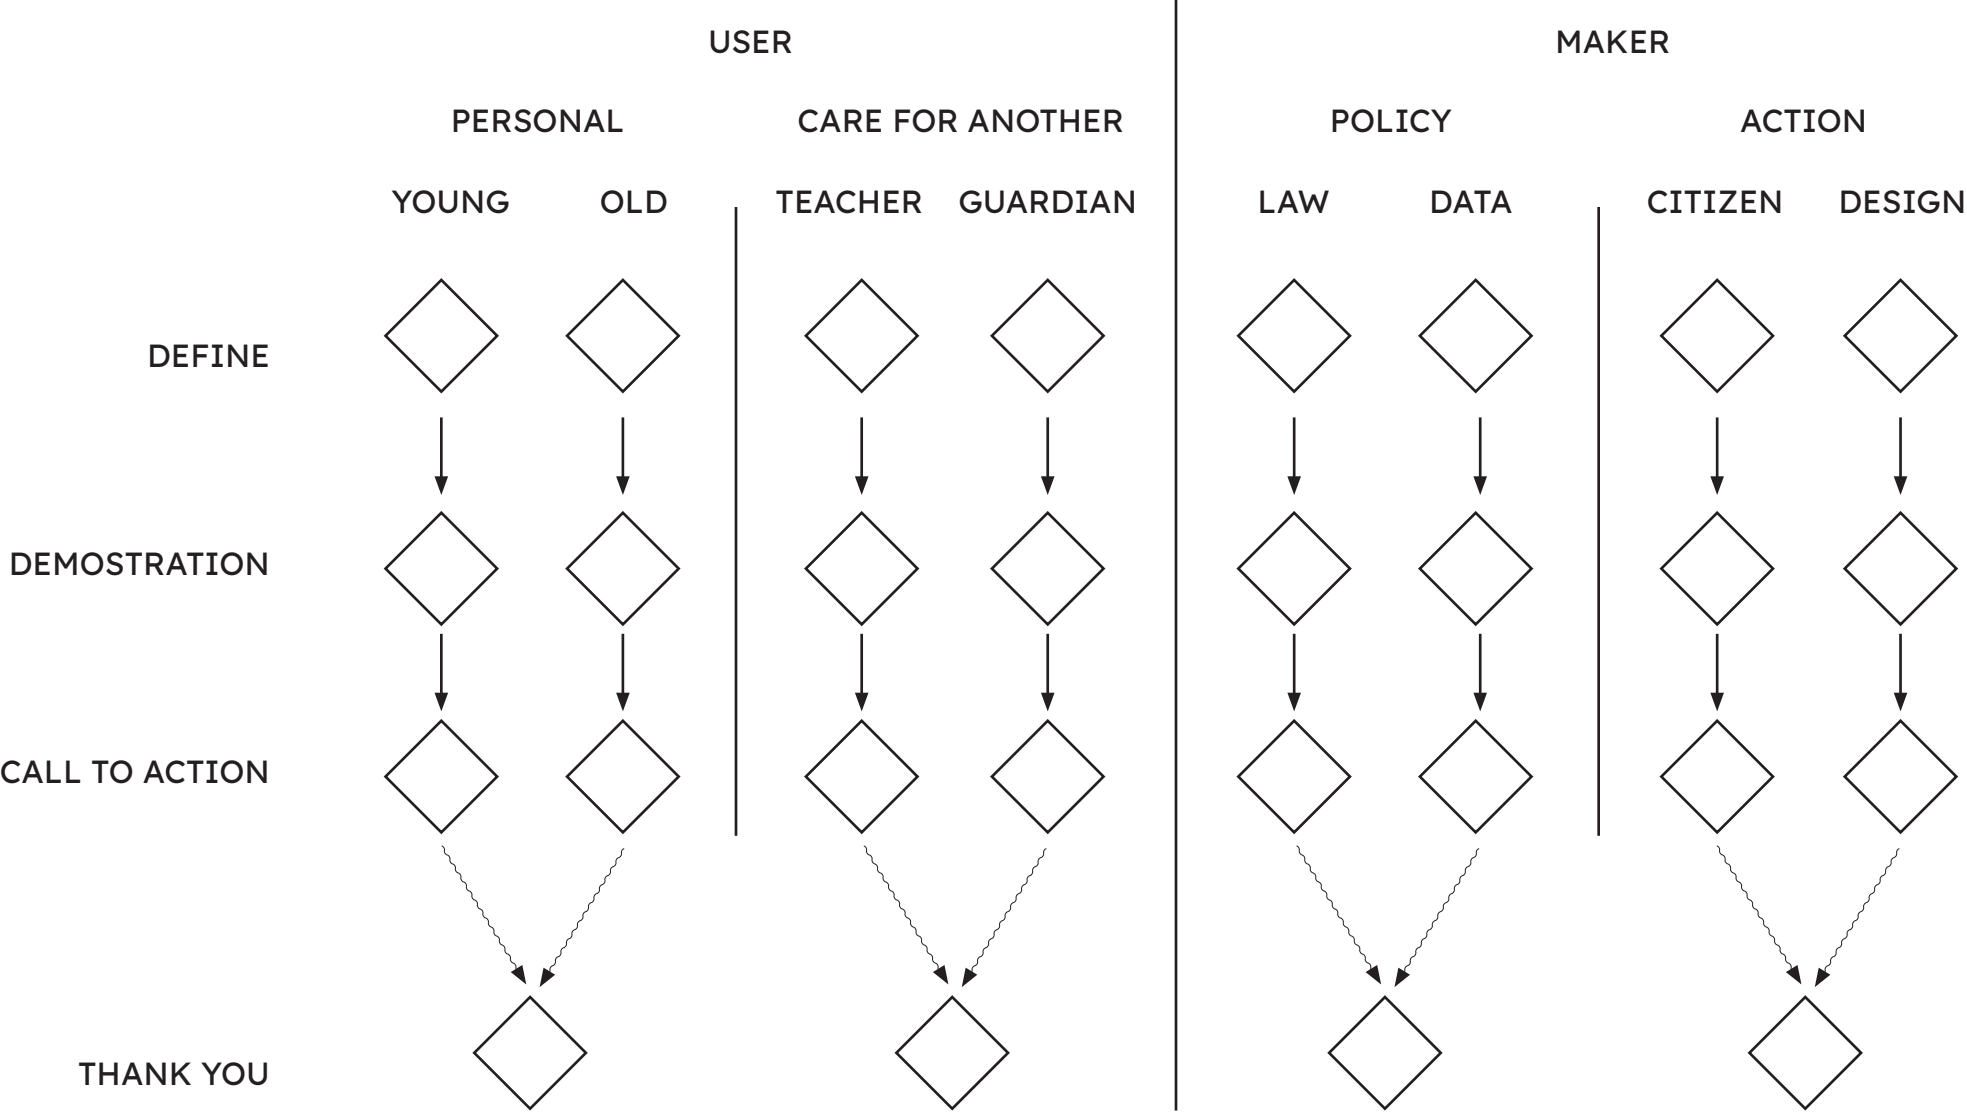 USER MAKER
PERSONAL CARE FOR ANOTHER POLICY ACTION
YOUNG OLD TEACHER GUARDIAN LAW DATA CITIZEN DESIGN
DEFINE
DEMOSTRATION
CALL TO ACTION
THANK YOU